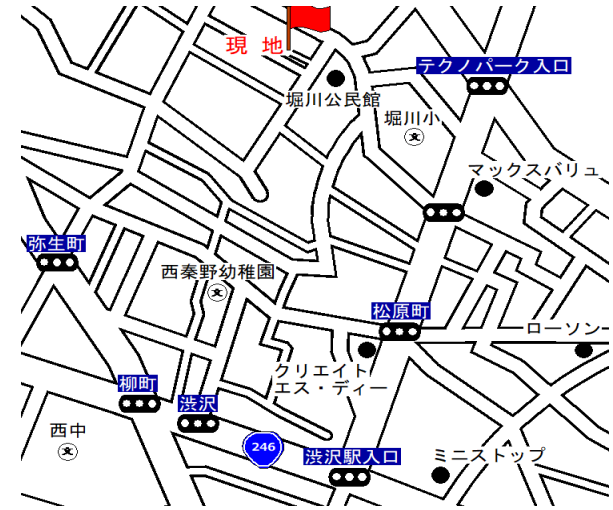 現 地
テクノパーク入口
堀川公民館
堀川小
マックスバリュ
弥生町
西秦野幼稚園
松原町
ローソン
クリエイト
エス・ディー
柳町
渋沢
西中
246
渋沢駅入口
ミニストップ